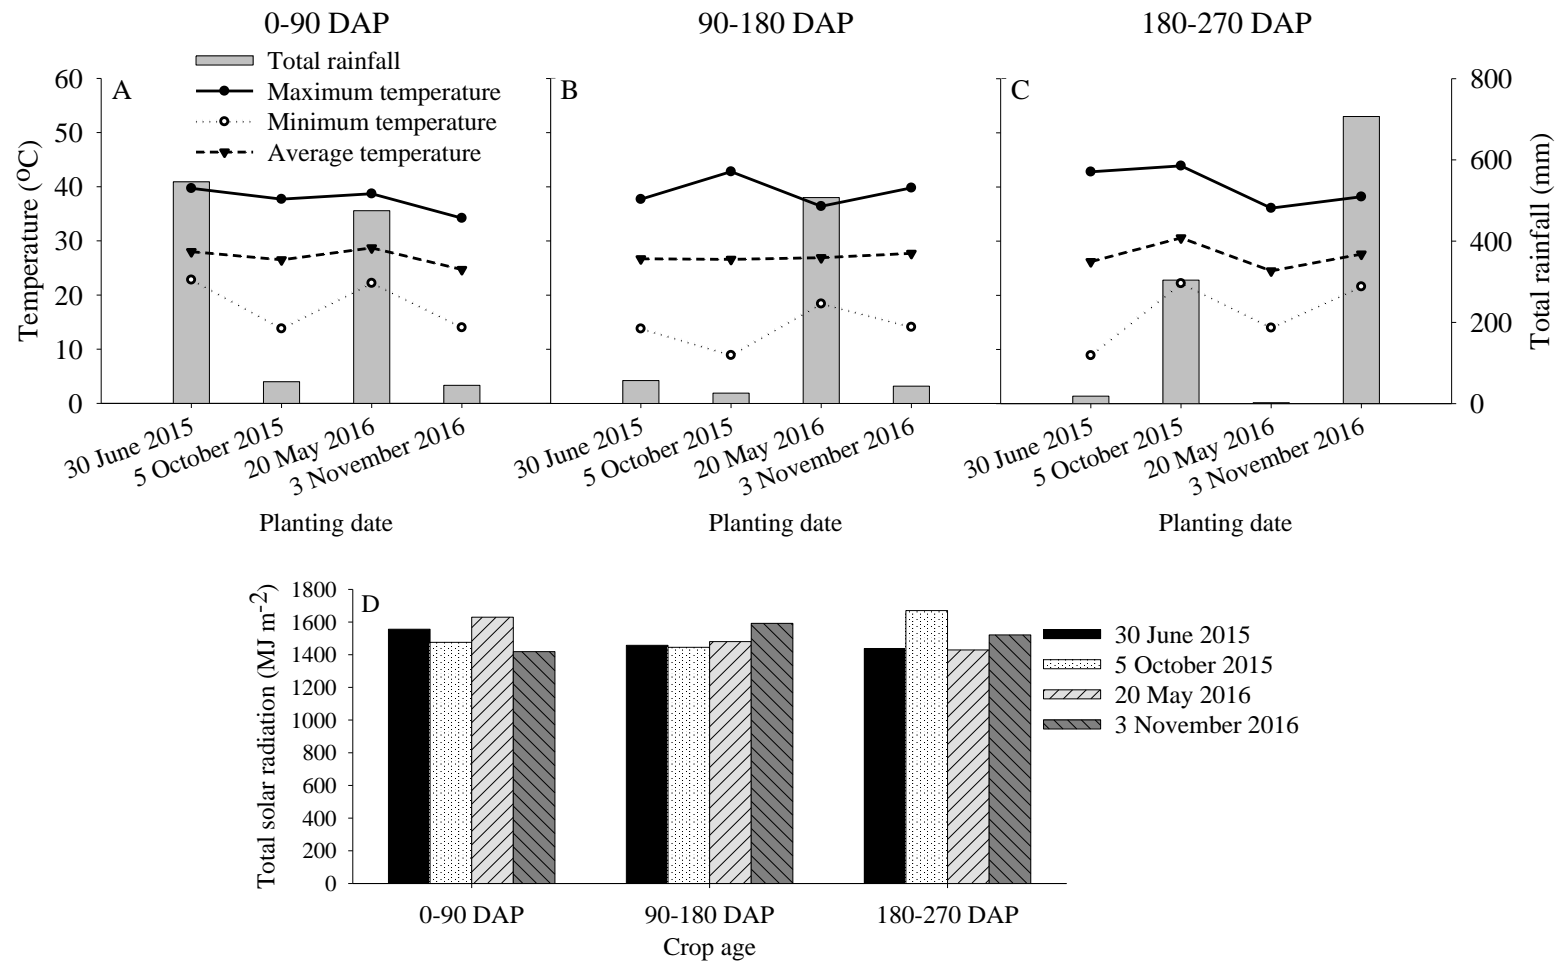 0-90 DAP
90-180 DAP
180-270 DAP
Total rainfall
Maximum temperature
Minimum temperature
Average temperature
A
B
C
60
50
40
30
20
10
0
Temperature (ºC)
800
600
400
200
0
Total rainfall (mm)
30 June 2015
5 October 2015
20 May 2016
3 November 2016
30 June 2015
5 October 2015
20 May 2016
3 November 2016
30 June 2015
5 October 2015
20 May 2016
3 November 2016
Planting date
Planting date
Planting date
D
1800
1600
1400
1200
1000
800
600
400
200
0
Total solar radiation (MJ m-2)
30 June 2015
5 October 2015
20 May 2016
3 November 2016
0-90 DAP
90-180 DAP
180-270 DAP
Crop age